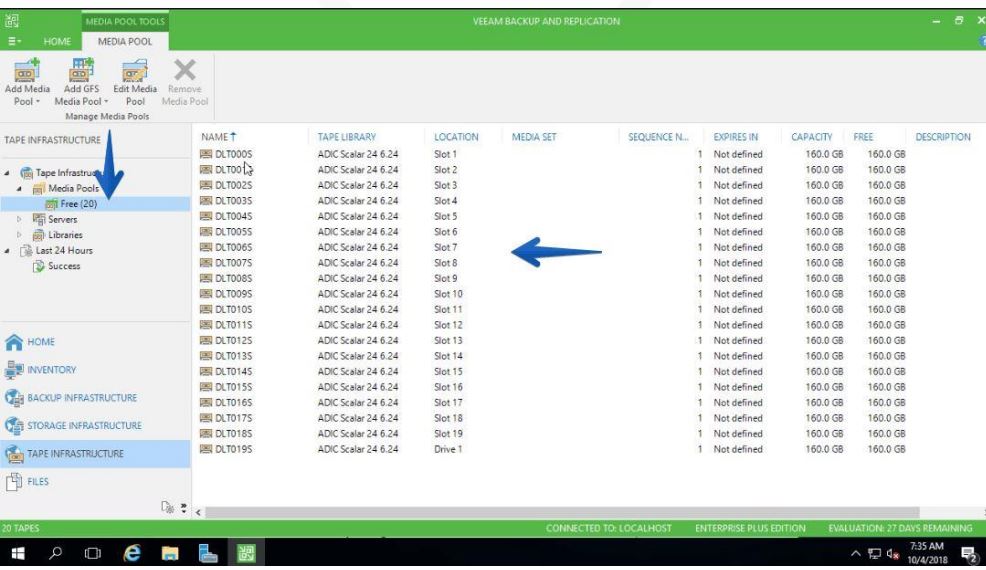 MEDIA POOL TOOLS VEEAM BACKUP AND REPLICATION
HOME MEDIA POOL
Add Media Pool Add GFS Media Pool Edit Media Pool Remove Media Pool
Manage Media Pools
TAPE INFRASTRUCTURE
Tape Infrastruc
Media Pools
Free (20)
Servers
Libraries
Last 24 Hours
Success
HOME
INVENTORY
BACKUP INFRASTRUCTURE
STORAGE INFRASTRUCTURE
TAPE INFRASTRUCTURE
FILES
NAME TAPE LIBRARY LOCATION MEDIA SET SEQUENCE N... EXPIRES IN CAPACITY FREE DESCRIPTION
DLT000S ADIC Scalar 24 6.24 Slot 1 1 Not defined 160.0 GB 160.0 GB
DLT001S ADIC Scalar 24 6.24 Slot 2 1 Not defined 160.0 GB 160.0 GB
DLT002S ADIC Scalar 24 6.24 Slot 3 1 Not defined 160.0 GB 160.0 GB
DLT003S ADIC Scalar 24 6.24 Slot 4 1 Not defined 160.0 GB 160.0 GB
DLT004S ADIC Scalar 24 6.24 Slot 5 1 Not defined 160.0 GB 160.0 GB
DLT005S ADIC Scalar 24 6.24 Slot 6 1 Not defined 160.0 GB 160.0 GB
DLT006S ADIC Scalar 24 6.24 Slot 7 1 Not defined 160.0 GB 160.0 GB
DLT007S ADIC Scalar 24 6.24 Slot 8 1 Not defined 160.0 GB 160.0 GB
DLT008S ADIC Scalar 24 6.24 Slot 9 1 Not defined 160.0 GB 160.0 GB
DLT009S ADIC Scalar 24 6.24 Slot 10 1 Not defined 160.0 GB 160.0 GB
DLT010S ADIC Scalar 24 6.24 Slot 11 1 Not defined 160.0 GB 160.0 GB
DLT011S ADIC Scalar 24 6.24 Slot 12 1 Not defined 160.0 GB 160.0 GB
DLT012S ADIC Scalar 24 6.24 Slot 13 1 Not defined 160.0 GB 160.0 GB
DLT013S ADIC Scalar 24 6.24 Slot 14 1 Not defined 160.0 GB 160.0 GB
DLT014S ADIC Scalar 24 6.24 Slot 15 1 Not defined 160.0 GB 160.0 GB
DLT015S ADIC Scalar 24 6.24 Slot 16 1 Not defined 160.0 GB 160.0 GB
DLT016S ADIC Scalar 24 6.24 Slot 17 1 Not defined 160.0 GB 160.0 GB
DLT017S ADIC Scalar 24 6.24 Slot 18 1 Not defined 160.0 GB 160.0 GB
DLT018S ADIC Scalar 24 6.24 Slot 19 1 Not defined 160.0 GB 160.0 GB
DLT019S ADIC Scalar 24 6.24 Drive 1 1 Not defined 160.0 GB 160.0 GB
20 TAPES CONNECTED TO: LOCALHOST ENTERPRISE PLUS EDITION EVALUATION: 27 DAYS REMAINING
7:35 AM
10/4/2018